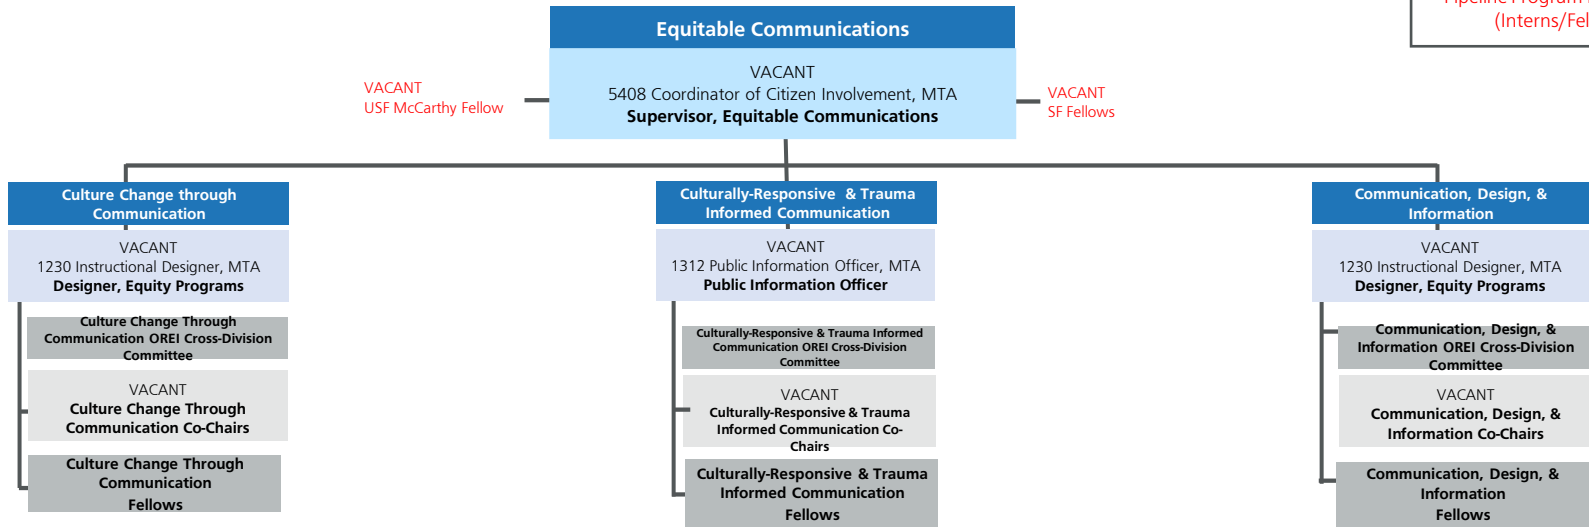 Pipeline Program
(Interns/Fel
Equitable Communications
VACANT
5408 Coordinator of Citizen Involvement, MTA
Supervisor, Equitable Communications
VACANT
USF McCarthy Fellow
VACANT
SF Fellows
Culture Change through
Communication
VACANT
1230 Instructional Designer, MTA
Designer, Equity Programs
Culture Change Through
Communication OREI Cross-Division
Committee
VACANT
Culture Change Through
Communication Co-Chairs
Culture Change Through
Communication
Fellows
Culturally-Responsive & Trauma
Informed Communication
VACANT
1312 Public Information Officer, MTA
Public Information Officer
Culturally-Responsive & Trauma Informed
Communication OREI Cross-Division
Committee
VACANT
Culturally-Responsive & Trauma
Informed Communication Co-
Chairs
Culturally-Responsive & Trauma
Informed Communication
Fellows
Communication, Design, &
Information
VACANT
1230 Instructional Designer, MTA
Designer, Equity Programs
Communication, Design, &
Information OREI Cross-Division
Committee
VACANT
Communication, Design, &
Information Co-Chairs
Communication, Design, &
Information
Fellows